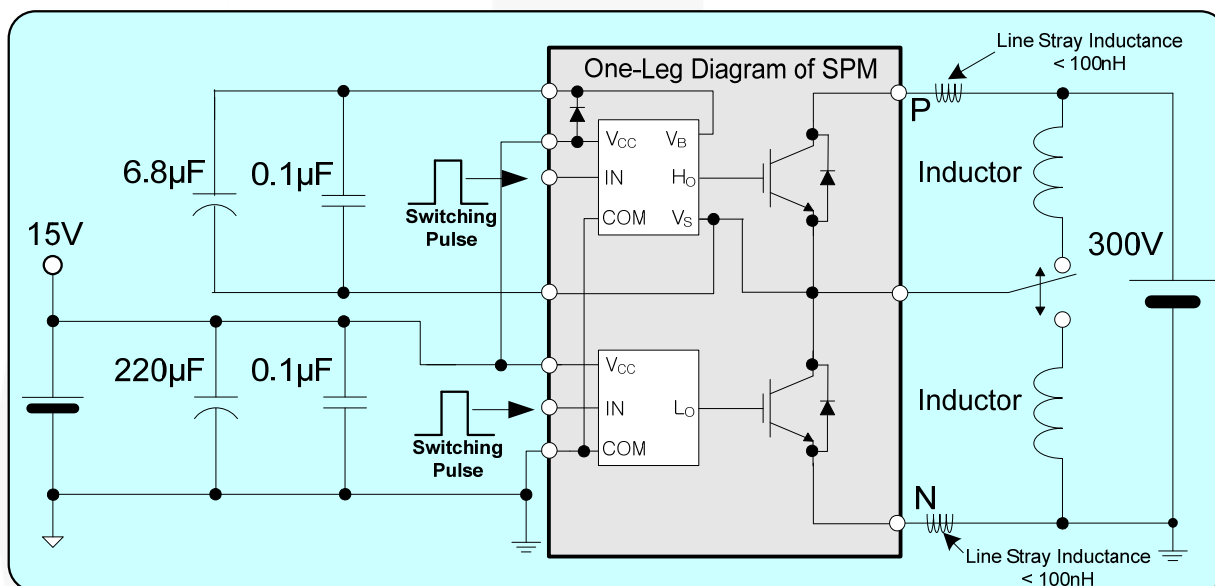 One-Leg Diagram of SPM
Line Stray Inductance
< 100nH
P
VCC
VB
6.8µF
0.1µF
IN
HO
Inductor
Switching
Pulse
COM
VS
15V
300V
220µF
0.1µF
VCC
IN
LO
Inductor
Switching
Pulse
COM
N
Line Stray Inductance
< 100nH